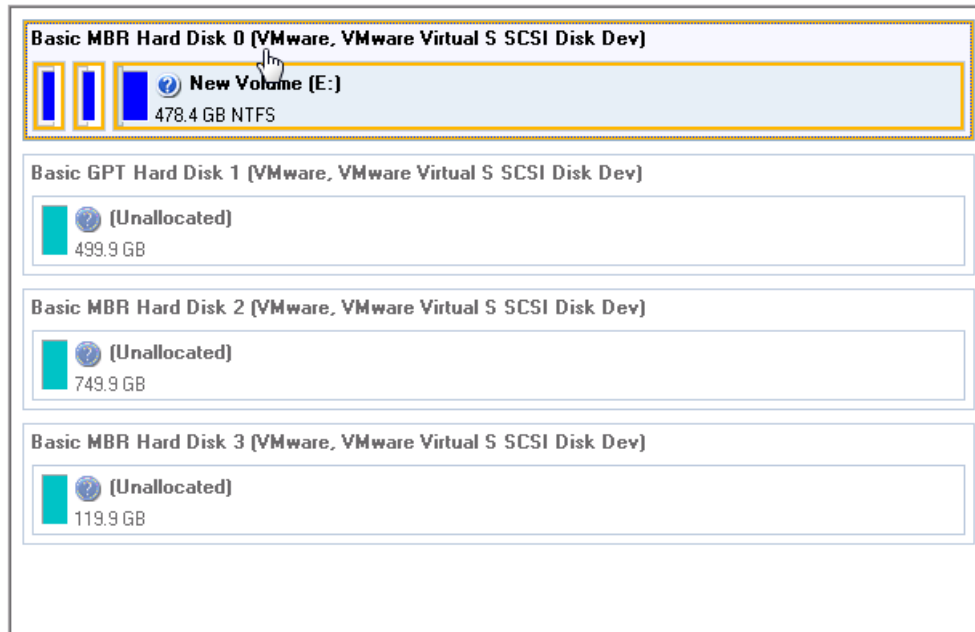 Basic MBR Hard Disk 0 (VMware, VMware Virtual S SCSI Disk Dev)
New Volume (E:)
478.4 GB NTFS
Basic GPT Hard Disk 1 (VMware, VMware Virtual S SCSI Disk Dev)
(Unallocated)
499.9 GB
Basic MBR Hard Disk 2 (VMware, VMware Virtual S SCSI Disk Dev)
(Unallocated)
749.9 GB
Basic MBR Hard Disk 3 (VMware, VMware Virtual S SCSI Disk Dev)
(Unallocated)
119.9 GB